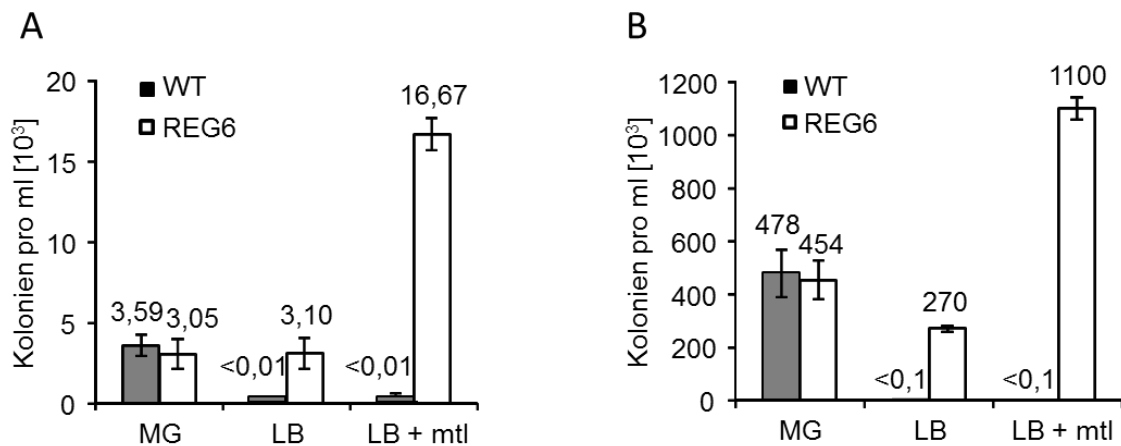 A
Kolonien pro ml [10³]
20
15
10
5
0
WT
REG6
3,59
3,05
<0,01
3,10
<0,01
16,67
MG
LB
LB + mtl
B
Kolonien pro ml [10³]
1200
1000
800
600
400
200
0
WT
REG6
478
454
<0,1
270
<0,1
1100
MG
LB
LB + mtl